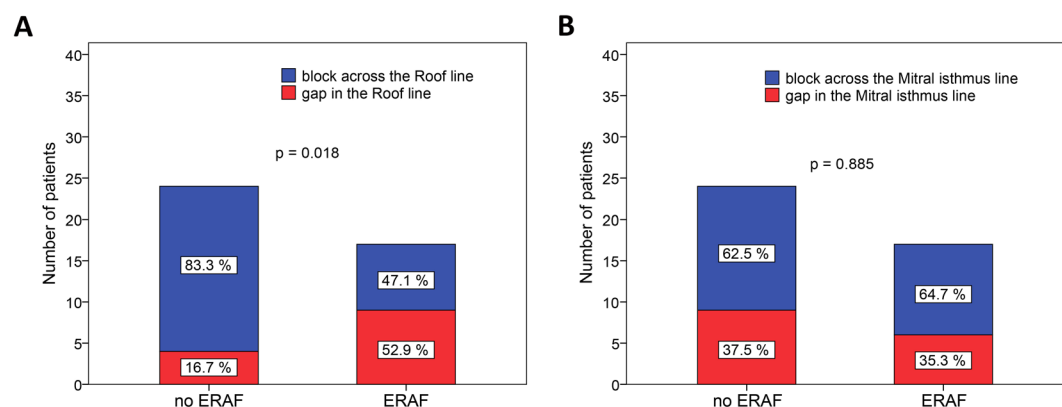 A
40
35
30
25
20
15
10
5
0
Number of patients
block across the Roof line
gap in the Roof line
p = 0.018
83.3 %
16.7 %
47.1 %
52.9 %
no ERAF
ERAF
B
40
35
30
25
20
15
10
5
0
Number of patients
block across the Mitral isthmus line
gap in the Mitral isthmus line
p = 0.885
62.5 %
37.5 %
64.7 %
35.3 %
no ERAF
ERAF